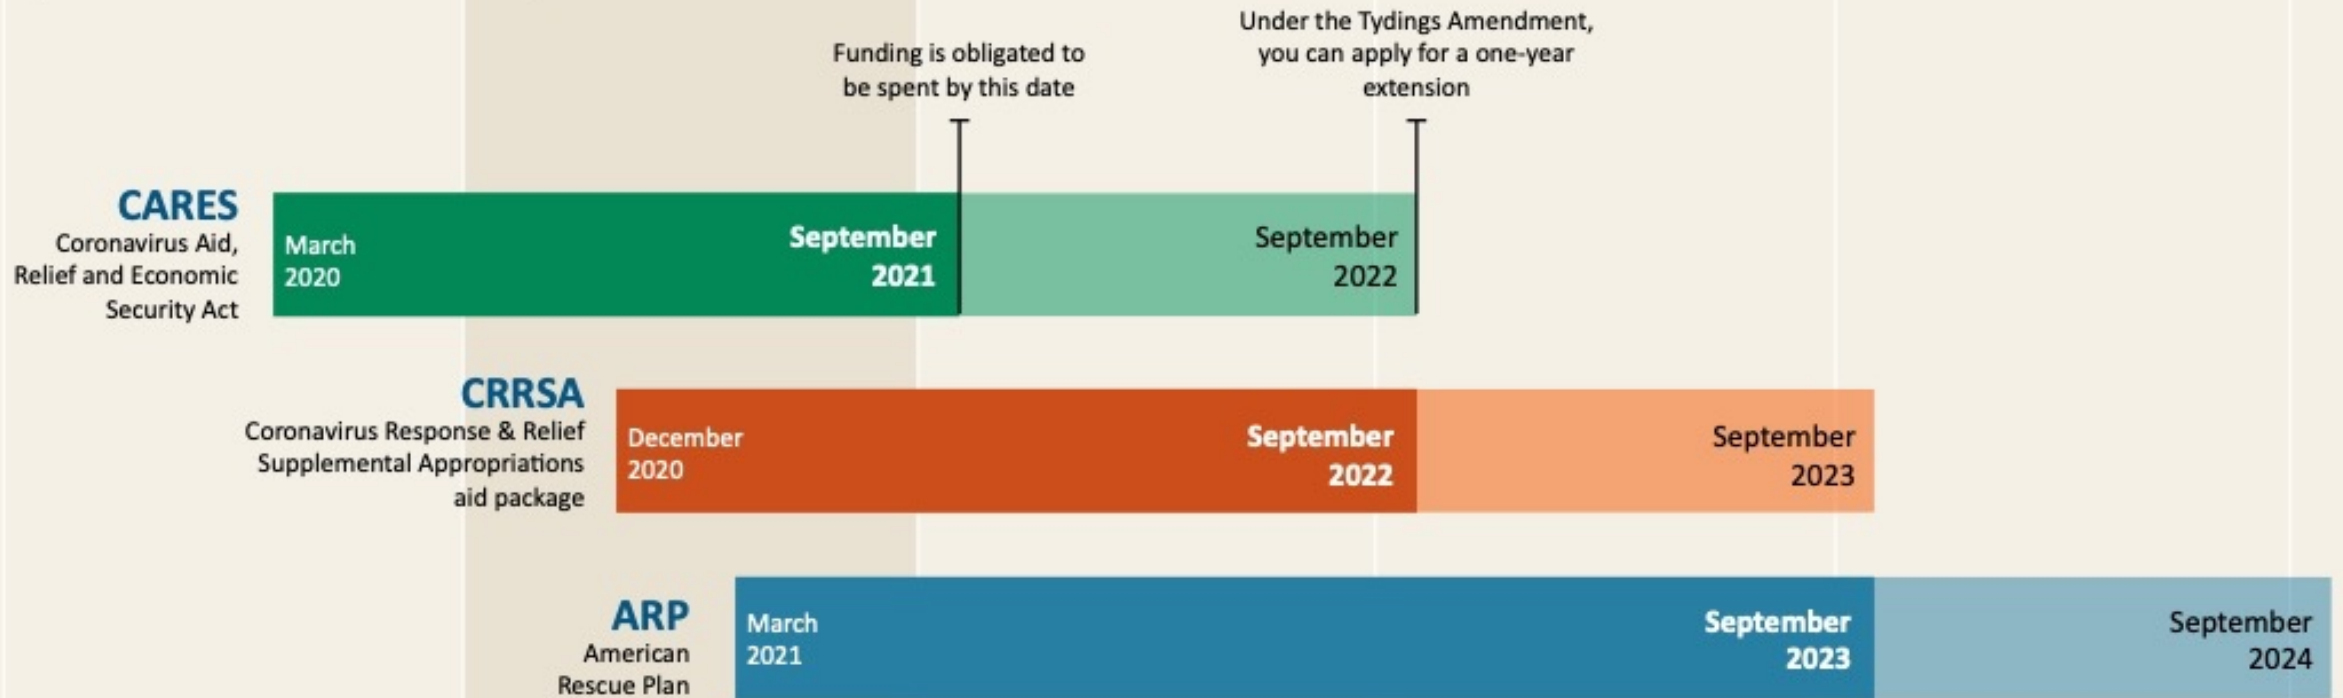 Funding is obligated to
be spent by this date
Under the Tydings Amendment,
you can apply for a one-year
extension
CARES
Coronavirus Aid,
Relief and Economic
Security Act
March
2020
September
2021
September
2022
CRRSA
Coronavirus Response & Relief
Supplemental Appropriations
aid package
December
2020
September
2022
September
2023
ARP
American
Rescue Plan
March
2021
September
2023
September
2024